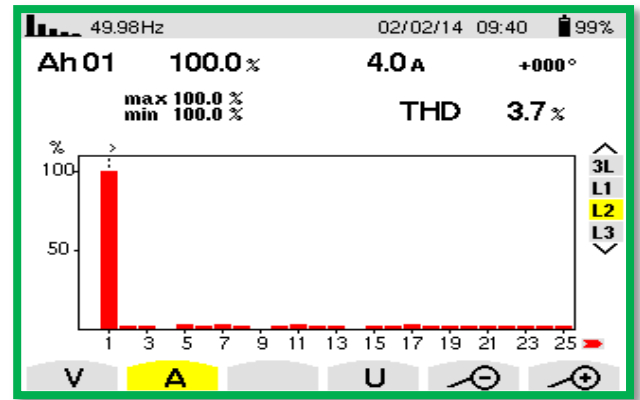 49.98Hz 02/02/14 09:40 99%
Ah 01 100.0 % 4.0 A +000°
max 100.0 %
min 100.0 %
THD 3.7 %
% >
100
50
3L
L1
L2
L3
1 3 5 7 9 11 13 15 17 19 21 23 25
V A U